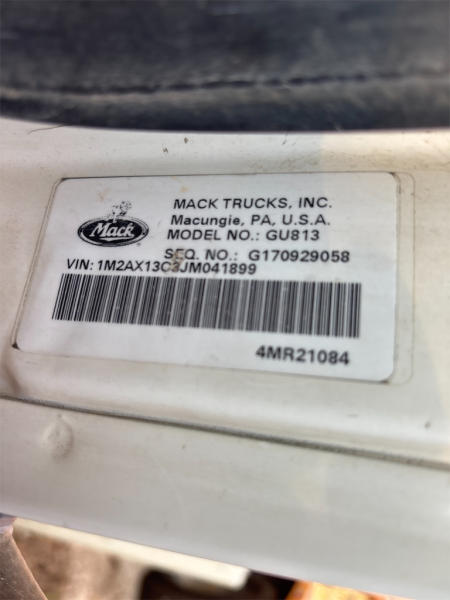 Mack
MACK TRUCKS, INC.
Macungie, PA, U.S.A.
MODEL NO.: GU813
SEQ. NO.: G170929058
VIN: 1M2AX13C3JM041899
4MR21084